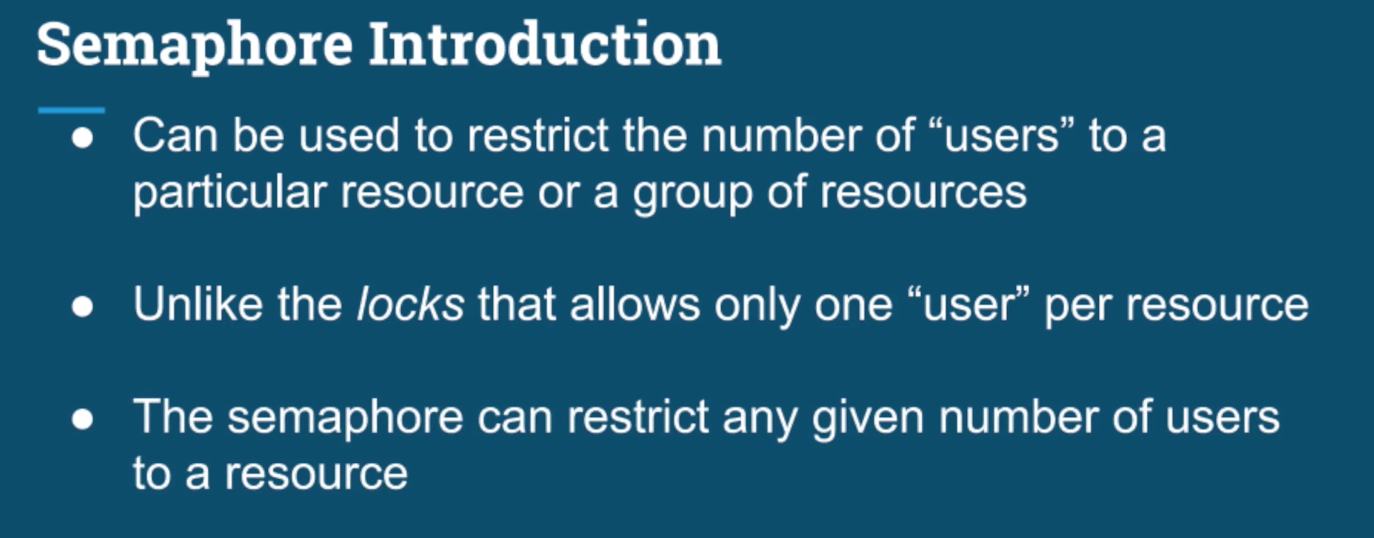 Semaphore Introduction
● Can be used to restrict the number of “users” to a
particular resource or a group of resources
● Unlike the locks that allows only one “user” per resource
● The semaphore can restrict any given number of users
to a resource